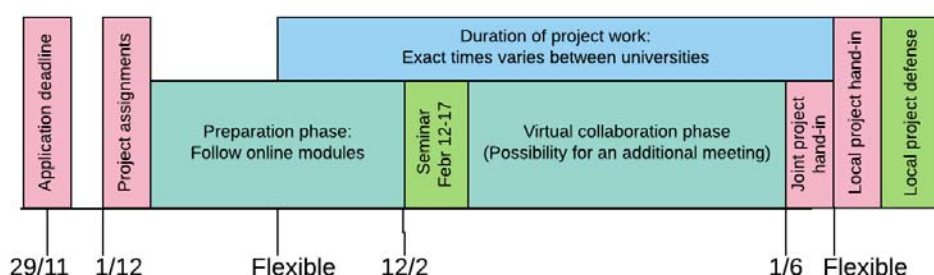 Application deadline
Project assignments
Duration of project work:
Exact times varies between universities
Preparation phase:
Follow online modules
Seminar
Febr 12-17
Virtual collaboration phase
(Possibility for an additional meeting)
Joint project
hand-in
Local project hand-in
Local project defense
29/11
1/12
Flexible
12/2
1/6
Flexible